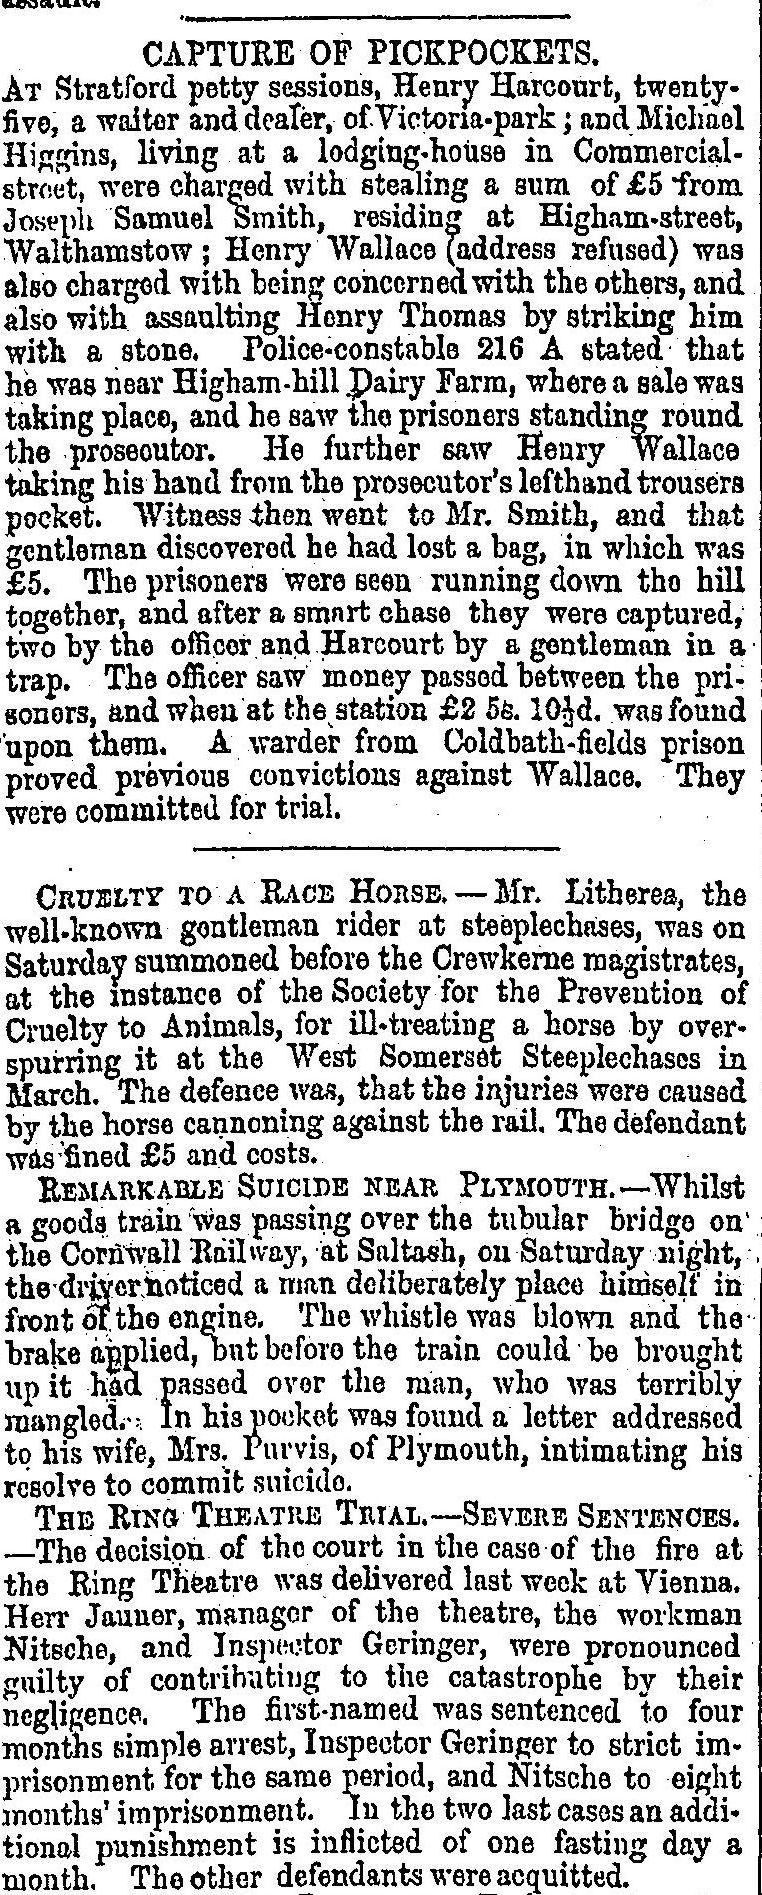 assault.
CAPTURE OF PICKPOCKETS.
AT Stratford petty sessions, Henry Harcourt, twenty-
five, a waiter and dealer, of Victoria-park; and Michael
Higgins, living at a lodging-house in Commercial-
street, were charged with stealing a sum of £5 from
Joseph Samuel Smith, residing at Higham-street,
Walthamstow; Henry Wallace (address refused) was
also charged with being concerned with the others, and
also with assaulting Henry Thomas by striking him
with a stone. Police-constable 216 A stated that
he was near Higham-hill Dairy Farm, where a sale was
taking place, and he saw the prisoners standing round
the prosecutor. He further saw Henry Wallace
taking his hand from the prosecutor's lefthand trousers
pocket. Witness then went to Mr. Smith, and that
gentleman discovered he had lost a bag, in which was
£5. The prisoners were seen running down the hill
together, and after a smart chase they were captured,
two by the officer and Harcourt by a gentleman in a
trap. The officer saw money passed between the pri-
soners, and when at the station £2 5s. 10½d. was found
upon them. A warder from Coldbath-fields prison
proved previous convictions against Wallace. They
were committed for trial.
CRUELTY TO A RACE HORSE.—Mr. Litherea, the
well-known gentleman rider at steeplechases, was on
Saturday summoned before the Crewkerne magistrates,
at the instance of the Society for the Prevention of
Cruelty to Animals, for ill-treating a horse by over-
spurring it at the West Somerset Steeplechases in
March. The defence was, that the injuries were caused
by the horse cannoning against the rail. The defendant
was fined £5 and costs.
REMARKABLE SUICIDE NEAR PLYMOUTH.—Whilst
a goods train was passing over the tubular bridge on
the Cornwall Railway, at Saltash, on Saturday night,
the driver noticed a man deliberately place himself in
front of the engine. The whistle was blown and the
brake applied, but before the train could be brought
up it had passed over the man, who was terribly
mangled. In his pocket was found a letter addressed
to his wife, Mrs. Purvis, of Plymouth, intimating his
resolve to commit suicide.
THE RING THEATRE TRIAL.—SEVERE SENTENCES.
—The decision of the court in the case of the fire at
the Ring Theatre was delivered last week at Vienna.
Herr Jauner, manager of the theatre, the workman
Nitsche, and Inspector Geringer, were pronounced
guilty of contributing to the catastrophe by their
negligence. The first-named was sentenced to four
months simple arrest, Inspector Geringer to strict im-
prisonment for the same period, and Nitsche to eight
months' imprisonment. In the two last cases an addi-
tional punishment is inflicted of one fasting day a
month. The other defendants were acquitted.